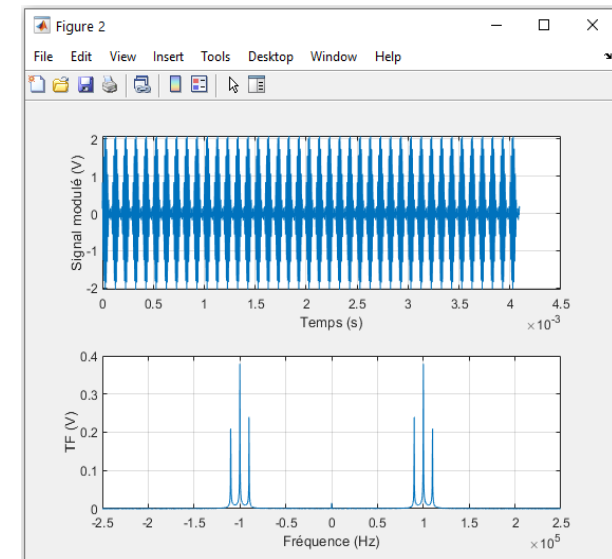 Figure 2
File Edit View Insert Tools Desktop Window Help
Signal modulé (V)
2
1
0
-1
-2
0 0.5 1 1.5 2 2.5 3 3.5 4 4.5
Temps (s)
×10-3
TF (V)
0.4
0.3
0.2
0.1
0
-2.5 -2 -1.5 -1 -0.5 0 0.5 1 1.5 2 2.5
Fréquence (Hz)
×10^5